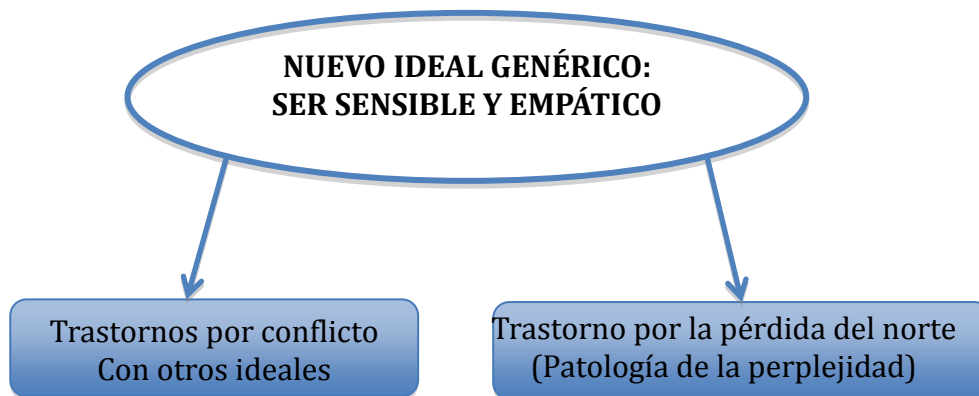 NUEVO IDEAL GENÉRICO:
SER SENSIBLE Y EMPÁTICO
Trastornos por conflicto
Con otros ideales
Trastorno por la pérdida del norte
(Patología de la perplejidad)